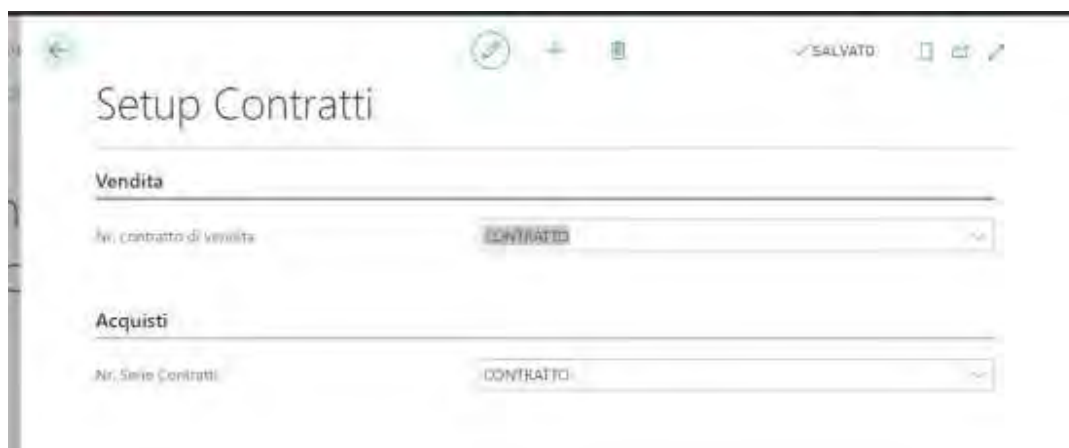 ✓SALVATO
Setup Contratti
Vendita
Nr. contratto di vendita
CONTRATTO
Acquisti
Nr. Serie Contratti
CONTRATTO